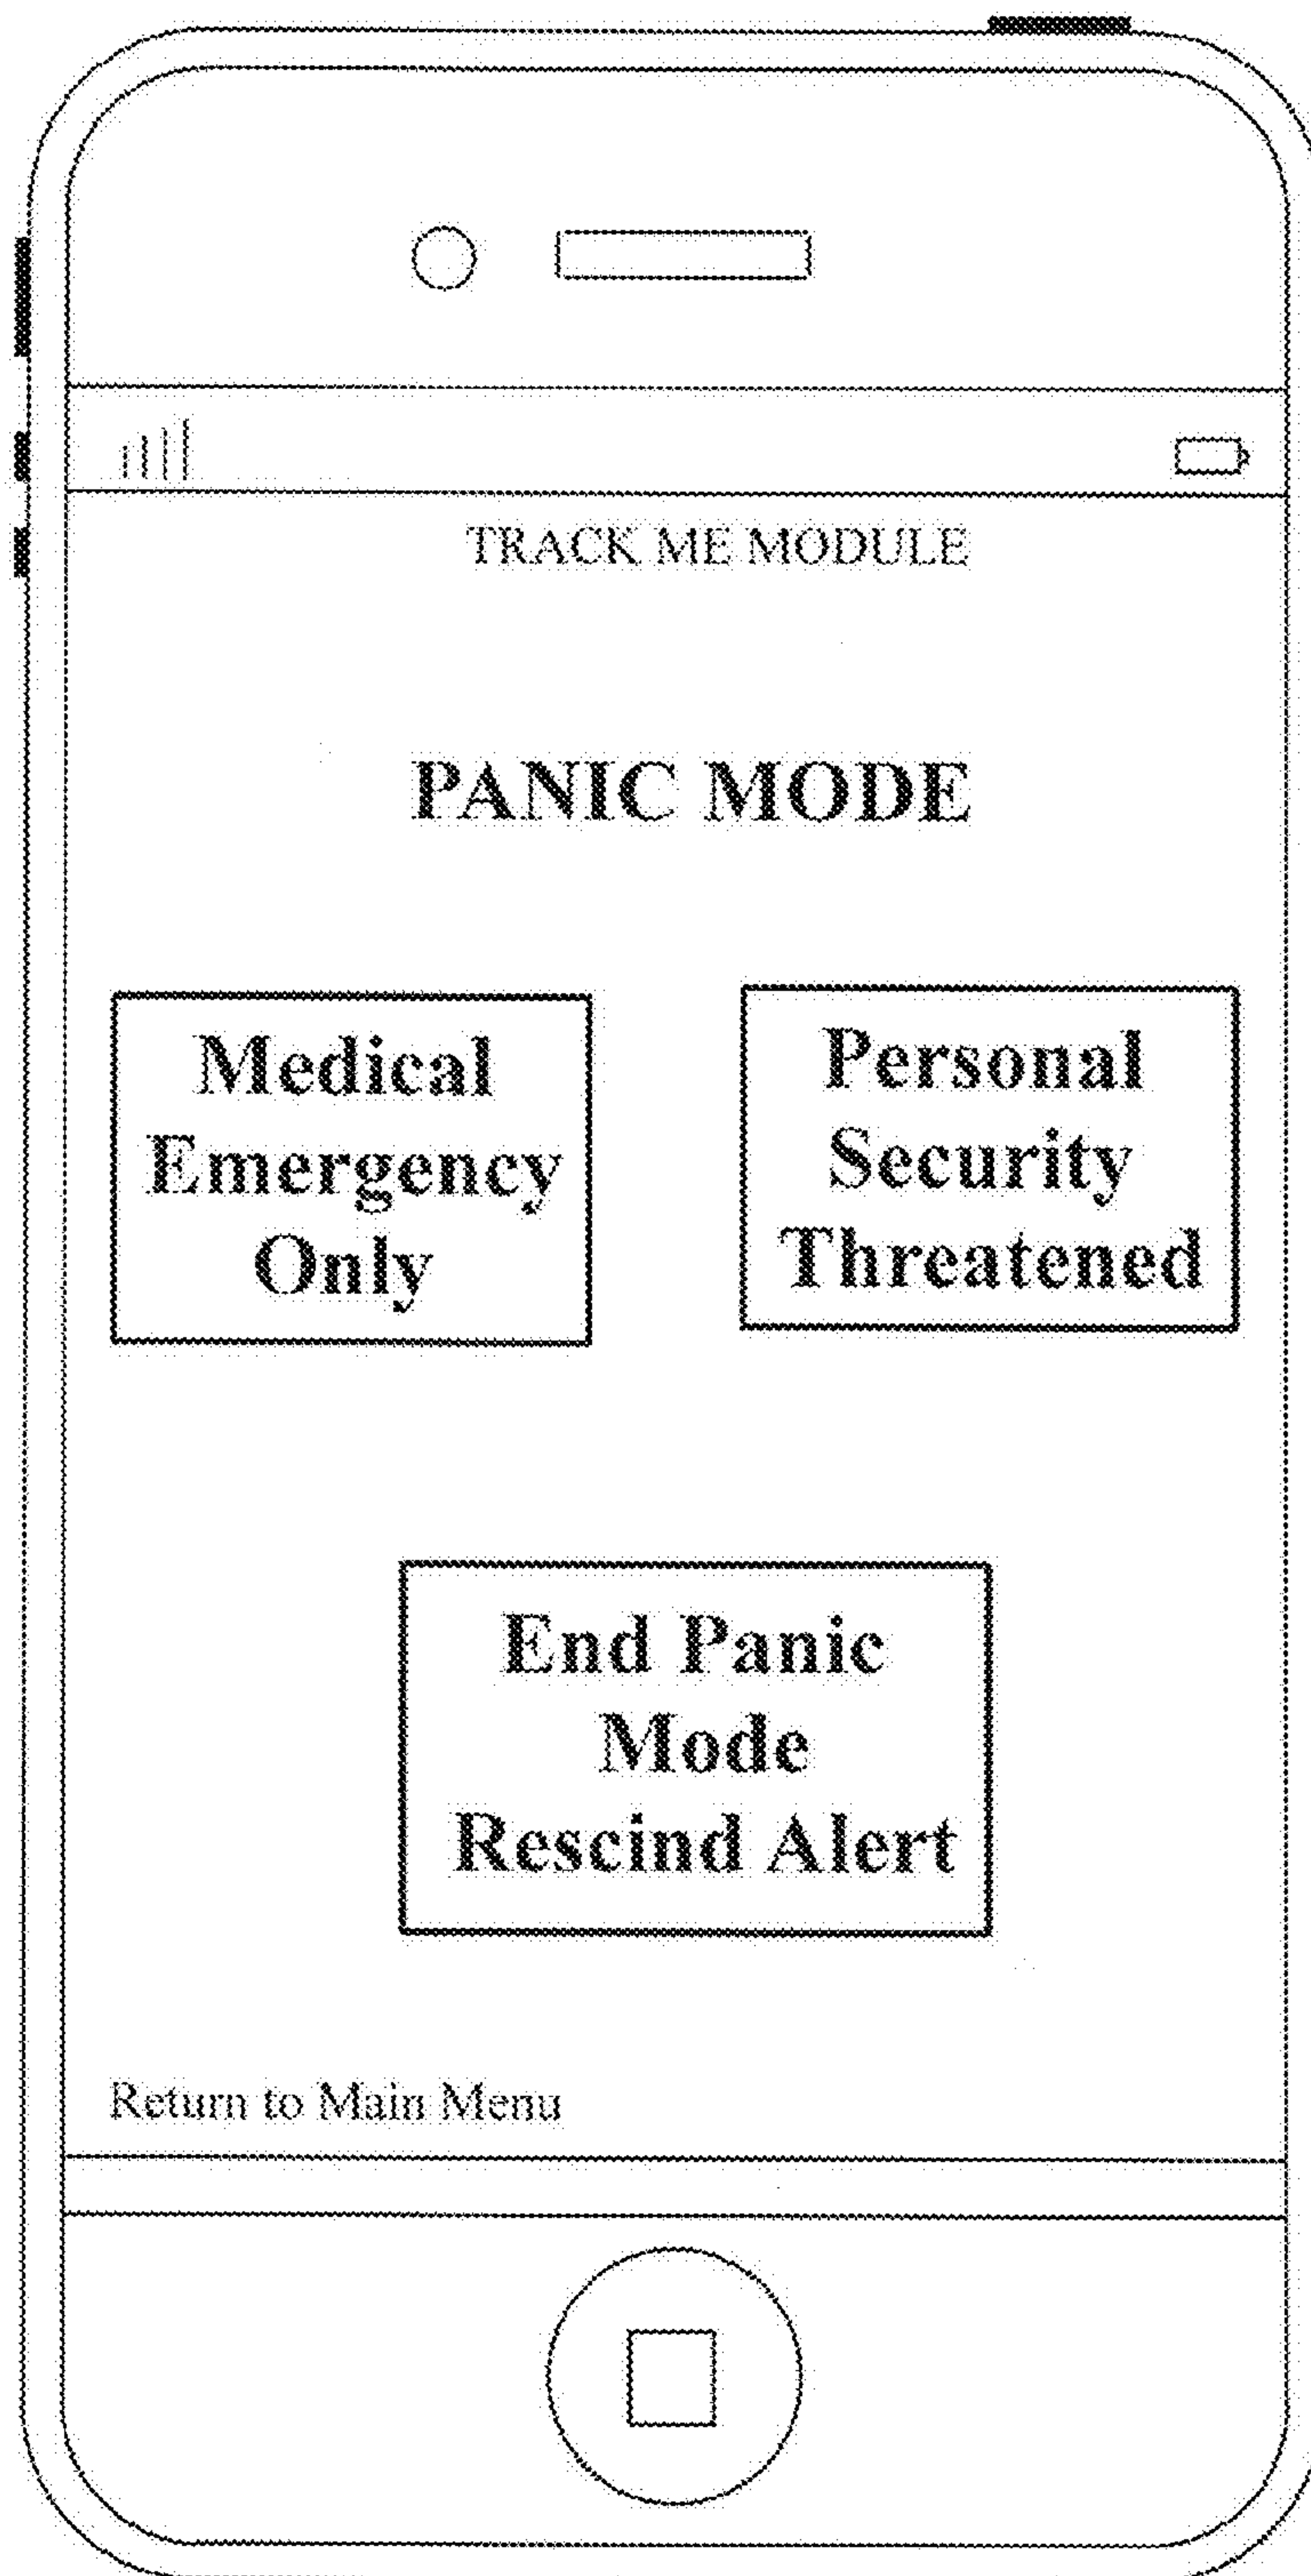 TRACK ME MODULE
PANIC MODE
Medical
Emergency
Only
Personal
Security
Threatened
End Panic
Mode
Rescind Alert
Return to Main Menu